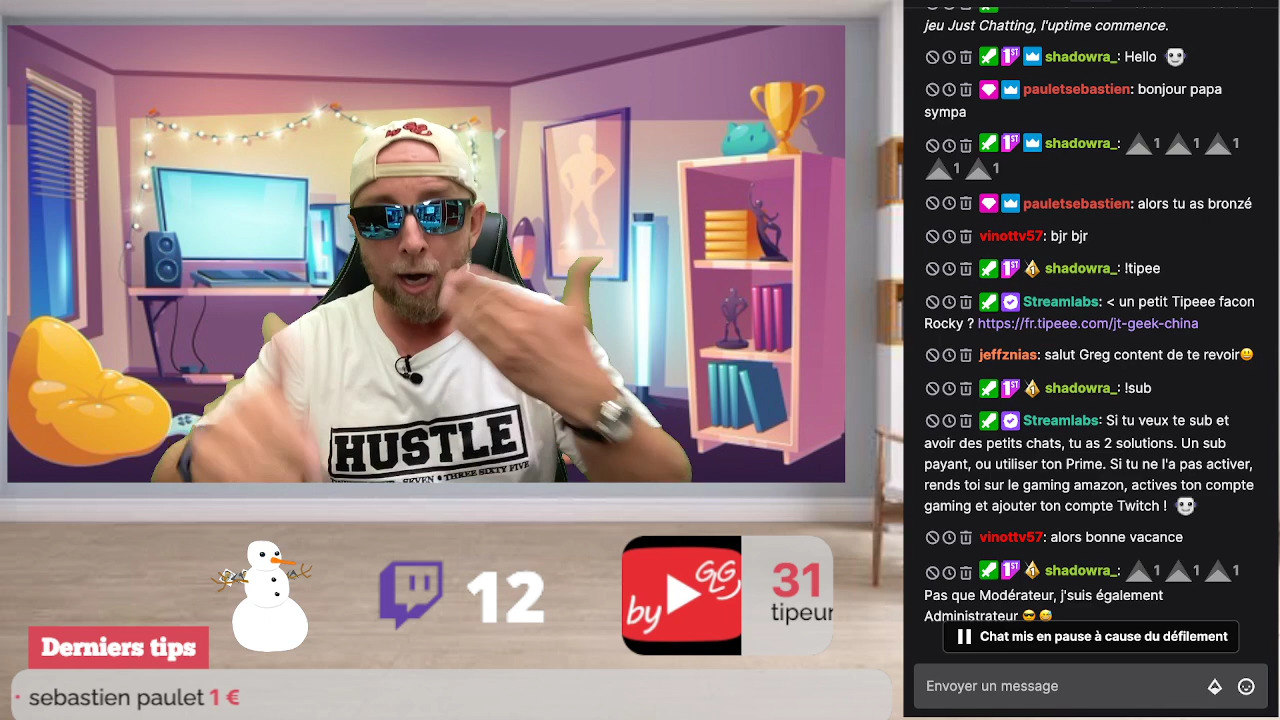 jeu Just Chatting, l'uptime commence.
shadowra_: Hello
pauletsebastien: bonjour papa
sympa
shadowra_: 1 1 1
1 1
pauletsebastien: alors tu as bronzé
vinottv57: bjr bjr
shadowra_: !tipee
Streamlabs: < un petit Tipeee facon
Rocky ? https://fr.tipeee.com/jt-geek-china
jeffznias: salut Greg content de te revoir
shadowra_: !sub
Streamlabs: Si tu veux te sub et
avoir des petits chats, tu as 2 solutions. Un sub
payant, ou utiliser ton Prime. Si tu ne l'a pas activer,
rends toi sur le gaming amazon, actives ton compte
gaming et ajouter ton compte Twitch !
vinottv57: alors bonne vacance
shadowra_: 1 1 1
Pas que Modérateur, j'suis également
Administrateur
Chat mis en pause à cause du défilement
Envoyer un message
HUSTLE
SEVEN • THREE SIXTY FIVE
12
by GG
31
tipeur
Derniers tips
sebastien paulet 1 €